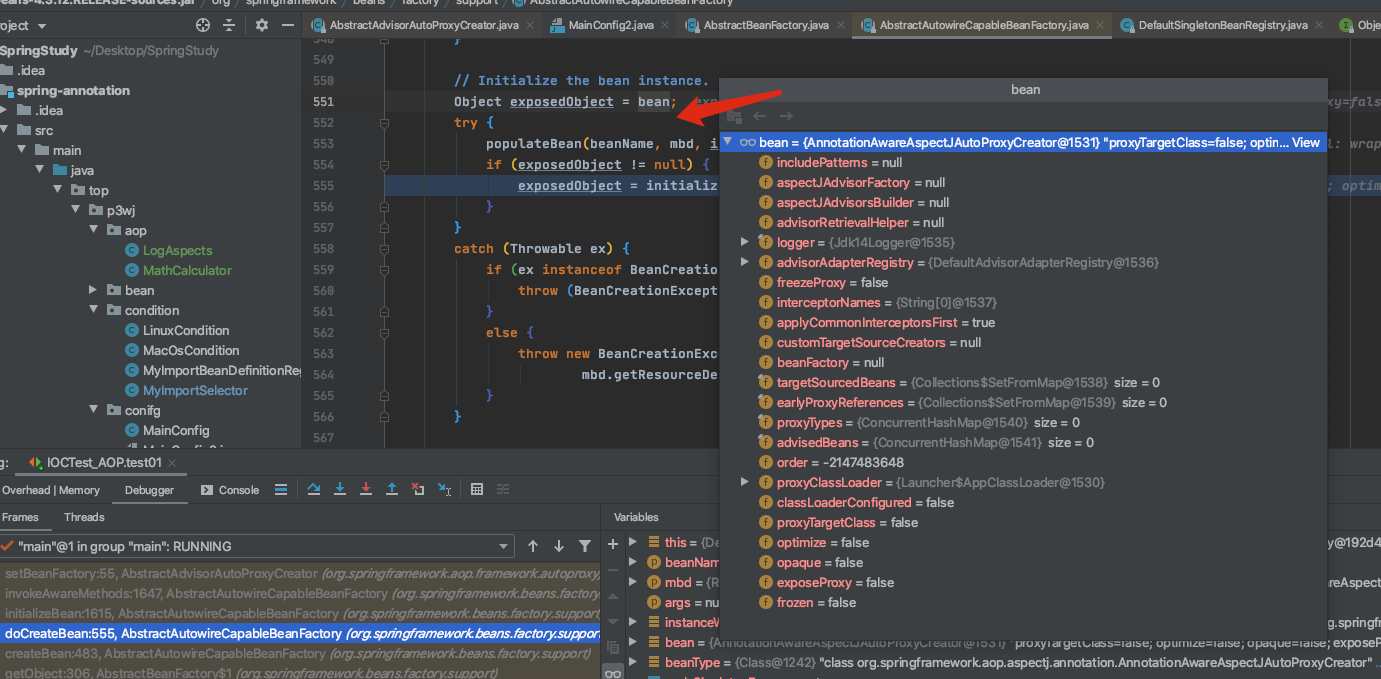 eans-4.3.12.RELEASE-sources.jar / org / springframework / beans / factory / support / AbstractAutowireCapableBeanFactory
oject
AbstractAdvisorAutoProxyCreator.java
MainConfig2.java
AbstractBeanFactory.java
AbstractAutowireCapableBeanFactory.java
DefaultSingletonBeanRegistry.java
Obje
SpringStudy ~/Desktop/SpringStudy
.idea
spring-annotation
.idea
src
main
java
top
p3wj
aop
LogAspects
MathCalculator
bean
condition
LinuxCondition
MacOsCondition
MyImportBeanDefinitionReg
MyImportSelector
conifg
MainConfig
548 }
549
550 // Initialize the bean instance.
551 Object exposedObject = bean; exp
552 try {
553 populateBean(beanName, mbd, i
554 if (exposedObject != null) {
555 exposedObject = initializ
556 }
557 }
558 catch (Throwable ex) {
559 if (ex instanceof BeanCreatio
560 throw (BeanCreationExcept
561 }
562 else {
563 throw new BeanCreationExc
564 mbd.getResourceDe
565 }
566 }
567
xy=fals
l: wrap
; optim
bean
bean = {AnnotationAwareAspectJAutoProxyCreator@1531} "proxyTargetClass=false; optin... View
includePatterns = null
aspectJAdvisorFactory = null
aspectJAdvisorsBuilder = null
advisorRetrievalHelper = null
logger = {Jdk14Logger@1535}
advisorAdapterRegistry = {DefaultAdvisorAdapterRegistry@1536}
freezeProxy = false
interceptorNames = {String[0]@1537}
applyCommonInterceptorsFirst = true
customTargetSourceCreators = null
beanFactory = null
targetSourcedBeans = {Collections$SetFromMap@1538} size = 0
earlyProxyReferences = {Collections$SetFromMap@1539} size = 0
proxyTypes = {ConcurrentHashMap@1540} size = 0
advisedBeans = {ConcurrentHashMap@1541} size = 0
order = -2147483648
proxyClassLoader = {Launcher$AppClassLoader@1530}
classLoaderConfigured = false
proxyTargetClass = false
optimize = false
opaque = false
exposeProxy = false
frozen = false
g: IOCTest_AOP.test01
Overhead | Memory Debugger Console
Frames Threads
"main"@1 in group "main": RUNNING
setBeanFactory:55, AbstractAdvisorAutoProxyCreator (org.springframework.aop.framework.autoproxy,
invokeAwareMethods:1647, AbstractAutowireCapableBeanFactory (org.springframework.beans.factory
initializeBean:1615, AbstractAutowireCapableBeanFactory (org.springframework.beans.factory.support
doCreateBean:555, AbstractAutowireCapableBeanFactory (org.springframework.beans.factory.support
createBean:483, AbstractAutowireCapableBeanFactory (org.springframework.beans.factory.support)
getObject:306, AbstractBeanFactory$1 (org.springframework.beans.factory.support)
Variables
this = {De y@192d4
beanNam
mbd = {R areAspect
args = nu
instanceW rg.springf
bean = {AnnotationAwareAspectJAutoProxyCreator@1531} "proxyTargetClass=false; optimize=false; opaque=false; exposeP
beanType = {Class@1242} "class org.springframework.aop.aspectj.annotation.AnnotationAwareAspectJAutoProxyCreator" ...